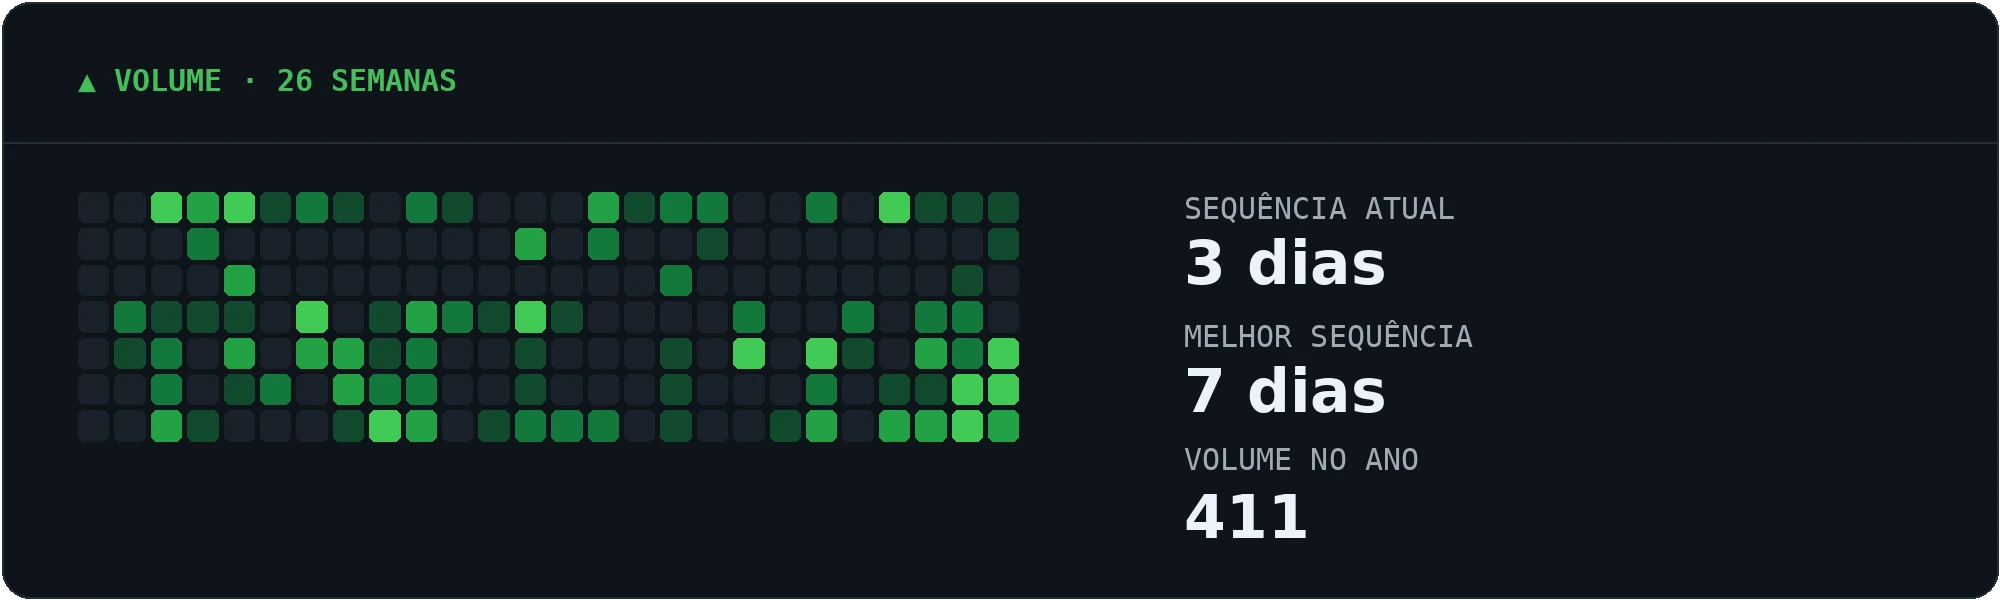 ▲ VOLUME · 26 SEMANAS
SEQUÊNCIA ATUAL
3 dias
MELHOR SEQUÊNCIA
7 dias
VOLUME NO ANO
411